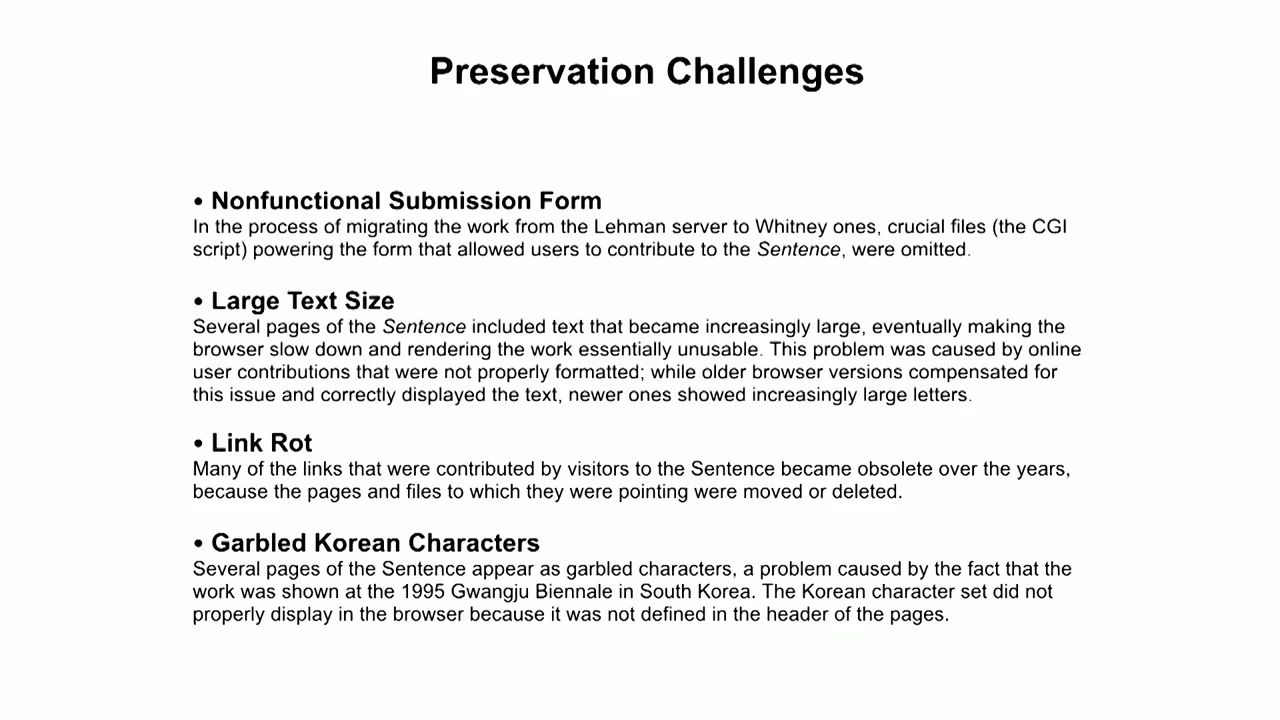 Preservation Challenges
• Nonfunctional Submission Form
In the process of migrating the work from the Lehman server to Whitney ones, crucial files (the CGI
script) powering the form that allowed users to contribute to the Sentence, were omitted.
• Large Text Size
Several pages of the Sentence included text that became increasingly large, eventually making the
browser slow down and rendering the work essentially unusable. This problem was caused by online
user contributions that were not properly formatted; while older browser versions compensated for
this issue and correctly displayed the text, newer ones showed increasingly large letters.
• Link Rot
Many of the links that were contributed by visitors to the Sentence became obsolete over the years,
because the pages and files to which they were pointing were moved or deleted.
• Garbled Korean Characters
Several pages of the Sentence appear as garbled characters, a problem caused by the fact that the
work was shown at the 1995 Gwangju Biennale in South Korea. The Korean character set did not
properly display in the browser because it was not defined in the header of the pages.